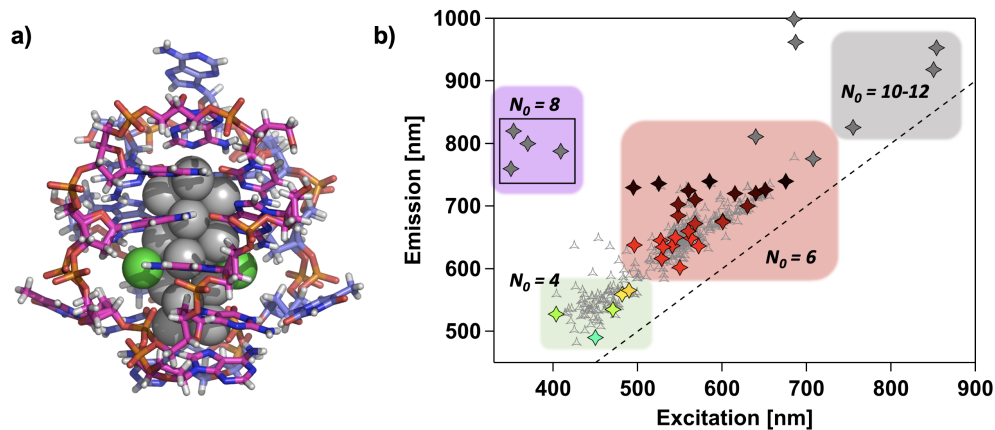 a)
b)
1000
900
800
700
600
500
Emission [nm]
N₀ = 8
N₀ = 10-12
N₀ = 6
N₀ = 4
400 500 600 700 800 900
Excitation [nm]